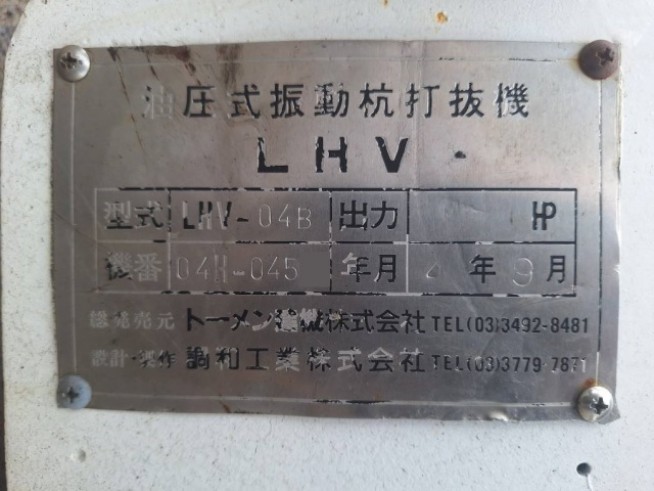 油圧式振動杭打抜機
LHV
型式 LHV-04B 出力 HP
機番 04H-045 年月 年 9 月
総発売元 トーメン機株式会社 TEL(03)3492-8481
設計・製作 調和工業株式会社 TEL(03)3779-7871